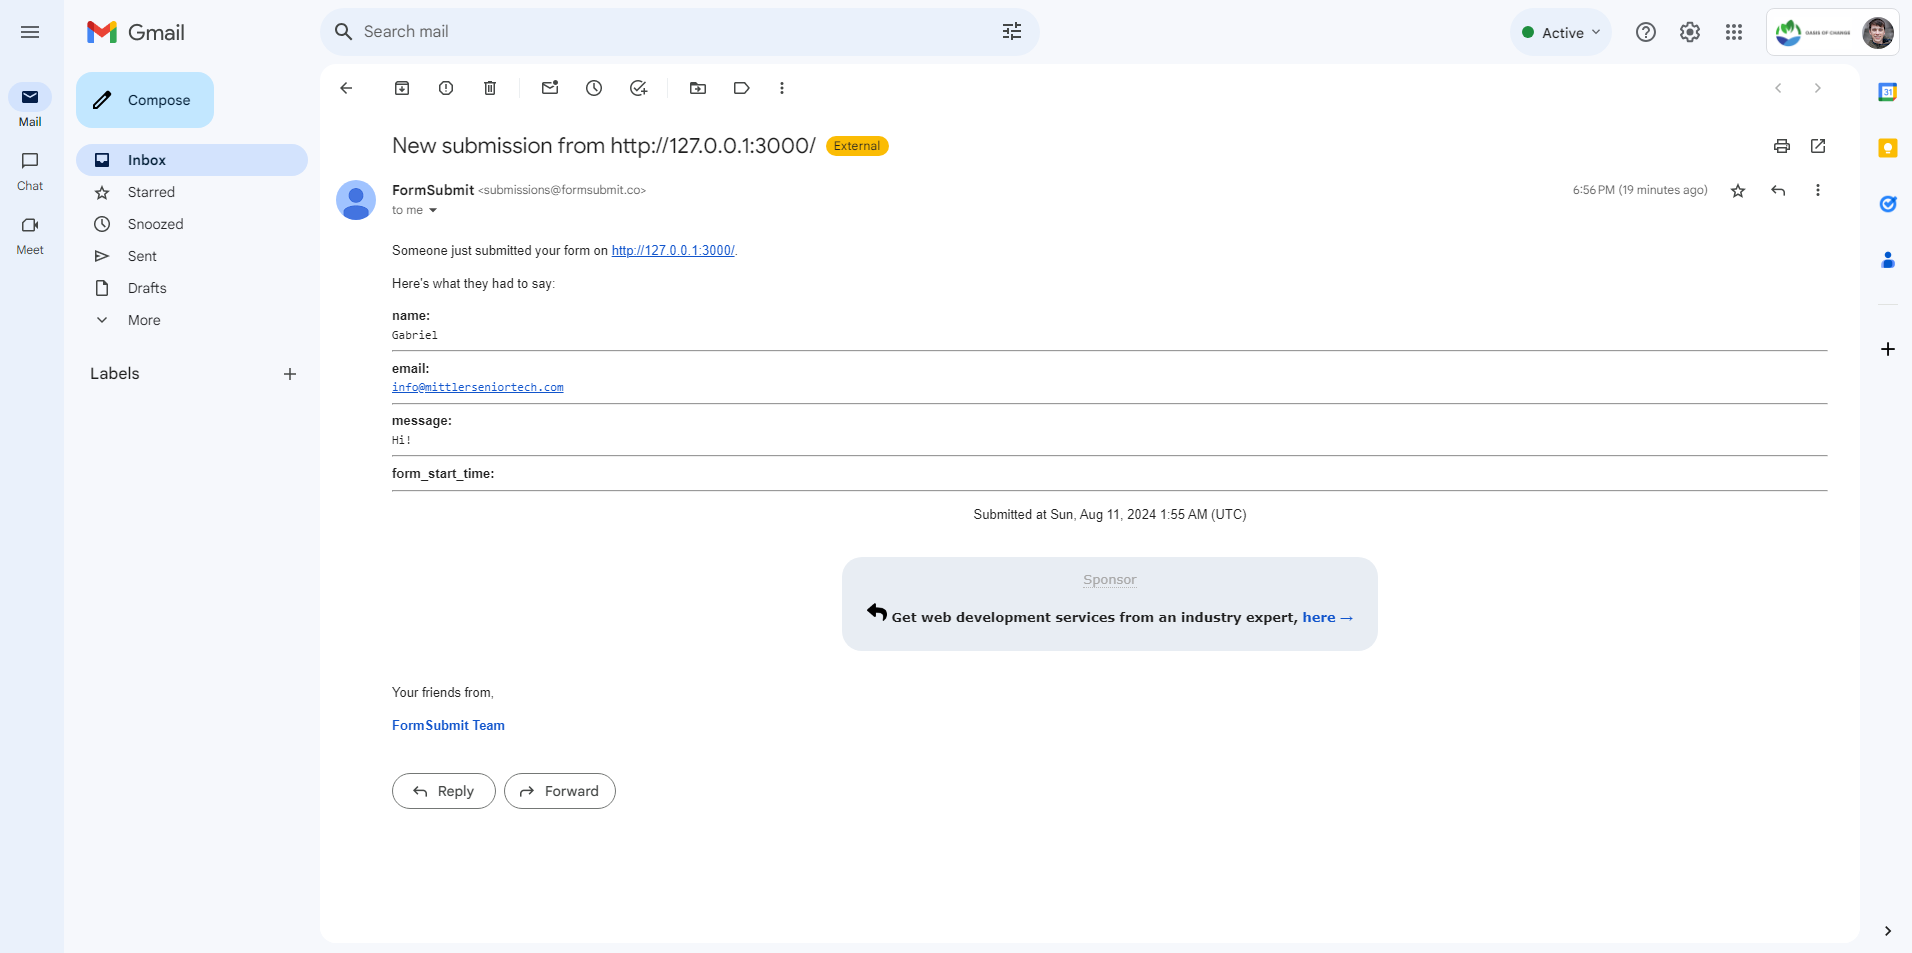 Gmail
Search mail
Active
OASIS OF CHANGE
Compose
Mail
Chat
Meet
Inbox
Starred
Snoozed
Sent
Drafts
More
Labels
New submission from http://127.0.0.1:3000/ External
FormSubmit <submissions@formsubmit.co>
6:56 PM (19 minutes ago)
to me
Someone just submitted your form on http://127.0.0.1:3000/.
Here's what they had to say:
name:
Gabriel
email:
info@mittlerseniortech.com
message:
Hi!
form_start_time:
Submitted at Sun, Aug 11, 2024 1:55 AM (UTC)
Sponsor
Get web development services from an industry expert, here →
Your friends from,
FormSubmit Team
Reply
Forward
31